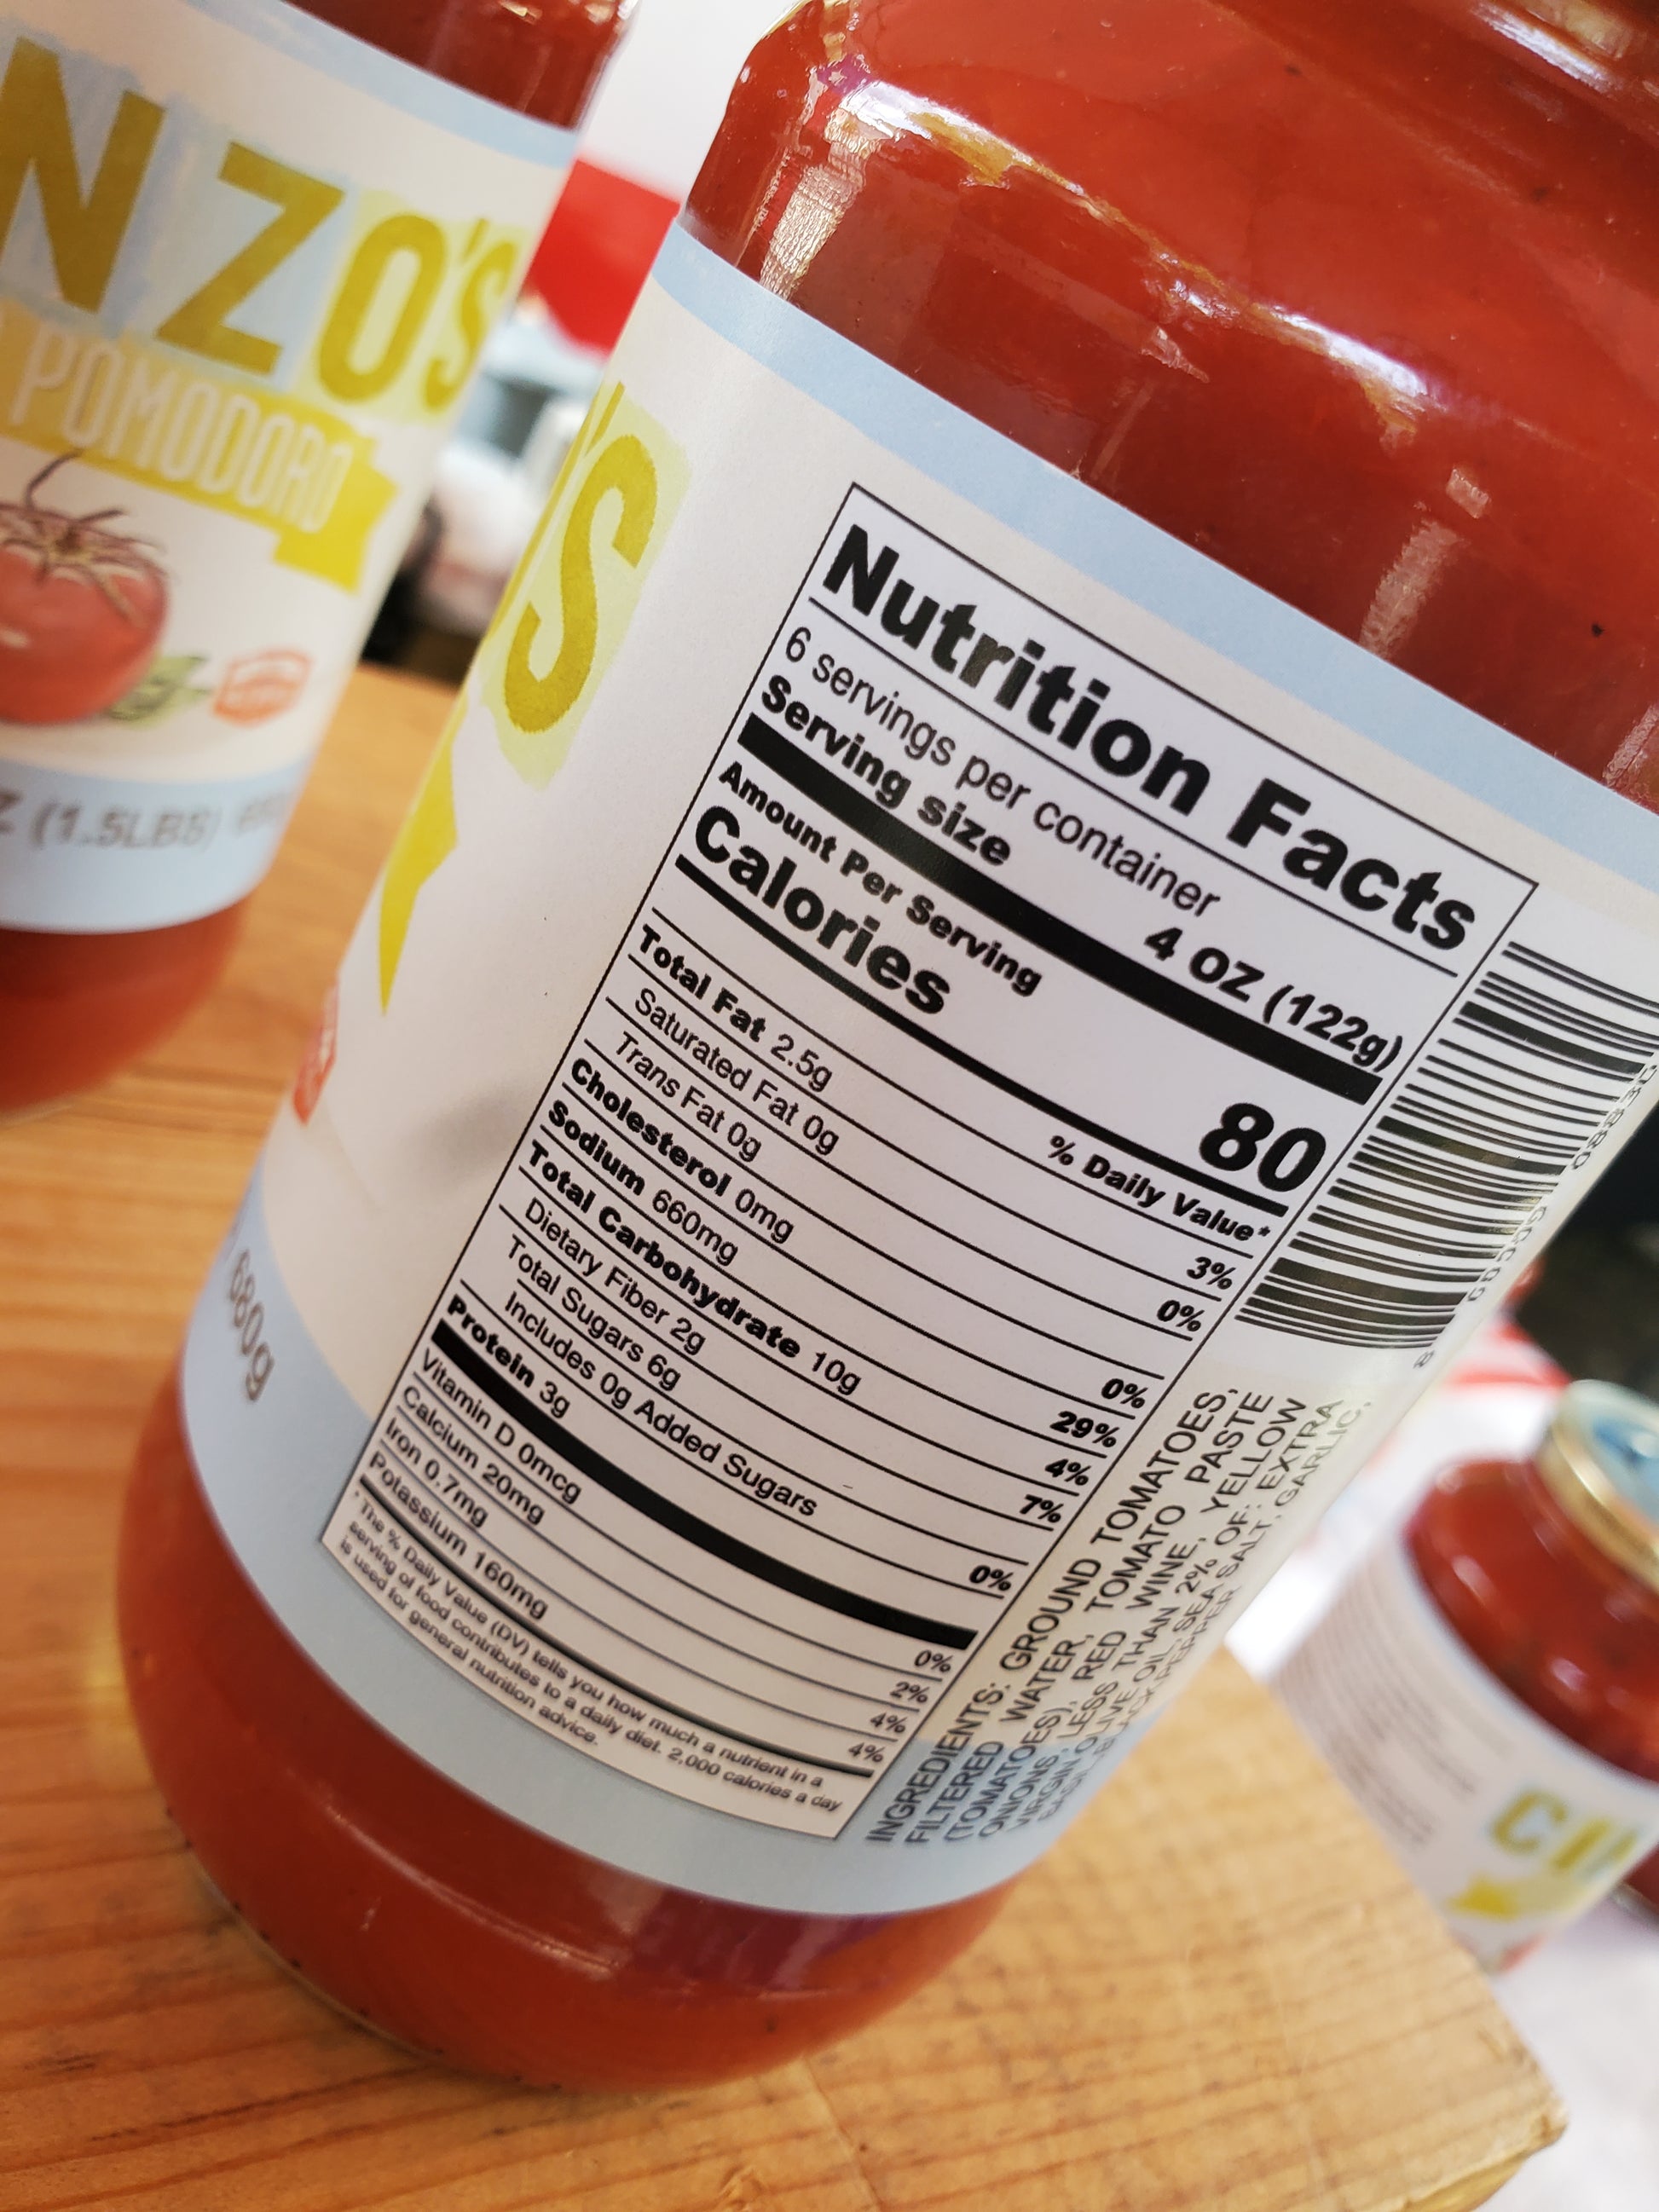 NZO'S
POMODORO
Z (1.5LBS)
'S
680g
Nutrition Facts
6 servings per container
Serving size 4 OZ (122g)
Amount Per Serving
Calories 80
% Daily Value*
Total Fat 2.5g 3%
Saturated Fat 0g 0%
Trans Fat 0g
Cholesterol 0mg 0%
Sodium 660mg 29%
Total Carbohydrate 10g 4%
Dietary Fiber 2g 7%
Total Sugars 6g
Includes 0g Added Sugars 0%
Protein 3g
Vitamin D 0mcg 0%
Calcium 20mg 2%
Iron 0.7mg 4%
Potassium 160mg 4%
* The % Daily Value (DV) tells you how much a nutrient in a
serving of food contributes to a daily diet. 2,000 calories a day
is used for general nutrition advice.
INGREDIENTS: GROUND TOMATOES,
FILTERED WATER, TOMATO PASTE
(TOMATOES), RED WINE, YELLOW
ONIONS, LESS THAN 2% OF: EXTRA
VIRGIN OLIVE OIL, SEA SALT, GARLIC,
BASIL, BLACK PEPPER